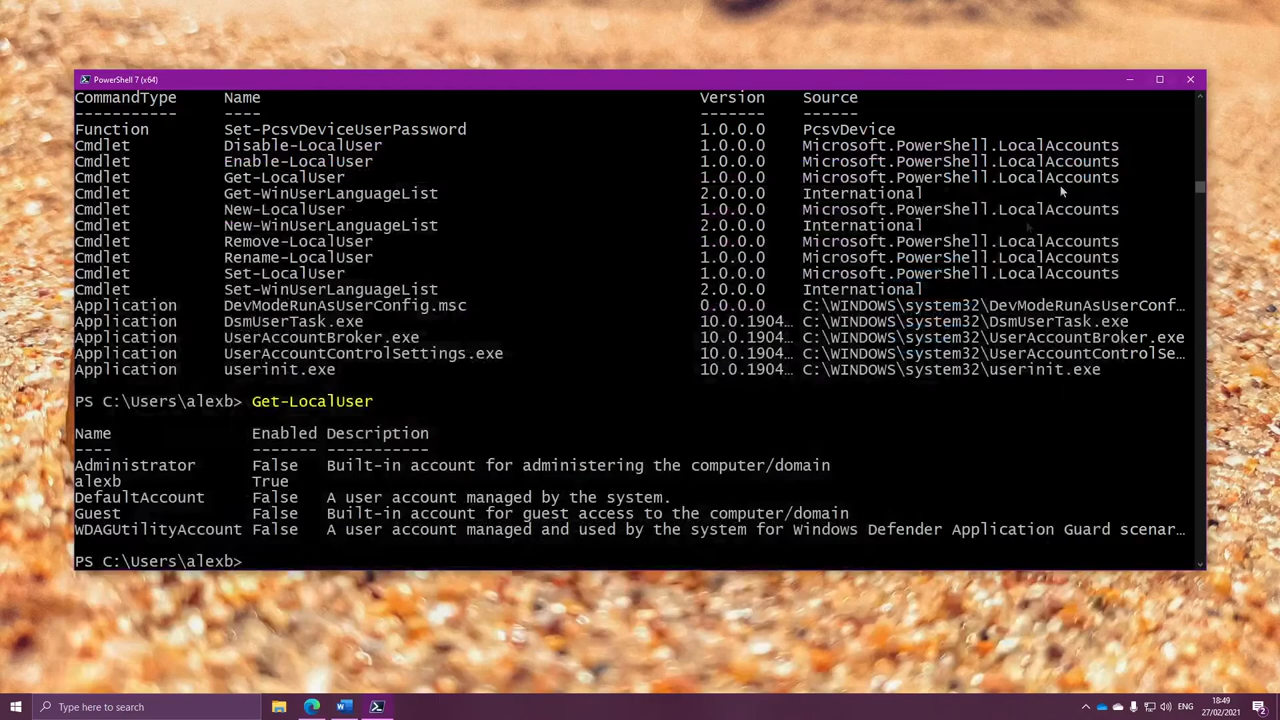 PowerShell 7 (x64)
CommandType Name Version Source
----------- ---- ------- ------
Function Set-PcsvDeviceUserPassword 1.0.0.0 PcsvDevice
Cmdlet Disable-LocalUser 1.0.0.0 Microsoft.PowerShell.LocalAccounts
Cmdlet Enable-LocalUser 1.0.0.0 Microsoft.PowerShell.LocalAccounts
Cmdlet Get-LocalUser 1.0.0.0 Microsoft.PowerShell.LocalAccounts
Cmdlet Get-WinUserLanguageList 2.0.0.0 International
Cmdlet New-LocalUser 1.0.0.0 Microsoft.PowerShell.LocalAccounts
Cmdlet New-WinUserLanguageList 2.0.0.0 International
Cmdlet Remove-LocalUser 1.0.0.0 Microsoft.PowerShell.LocalAccounts
Cmdlet Rename-LocalUser 1.0.0.0 Microsoft.PowerShell.LocalAccounts
Cmdlet Set-LocalUser 1.0.0.0 Microsoft.PowerShell.LocalAccounts
Cmdlet Set-WinUserLanguageList 2.0.0.0 International
Application DevModeRunAsUserConfig.msc 0.0.0.0 C:\WINDOWS\system32\DevModeRunAsUserConf…
Application DsmUserTask.exe 10.0.1904… C:\WINDOWS\system32\DsmUserTask.exe
Application UserAccountBroker.exe 10.0.1904… C:\WINDOWS\system32\UserAccountBroker.exe
Application UserAccountControlSettings.exe 10.0.1904… C:\WINDOWS\system32\UserAccountControlSe…
Application userinit.exe 10.0.1904… C:\WINDOWS\system32\userinit.exe
PS C:\Users\alexb> Get-LocalUser
Name Enabled Description
---- ------- -----------
Administrator False Built-in account for administering the computer/domain
alexb True
DefaultAccount False A user account managed by the system.
Guest False Built-in account for guest access to the computer/domain
WDAGUtilityAccount False A user account managed and used by the system for Windows Defender Application Guard scenar…
PS C:\Users\alexb>
Type here to search
ENG
18:49
27/02/2021
2